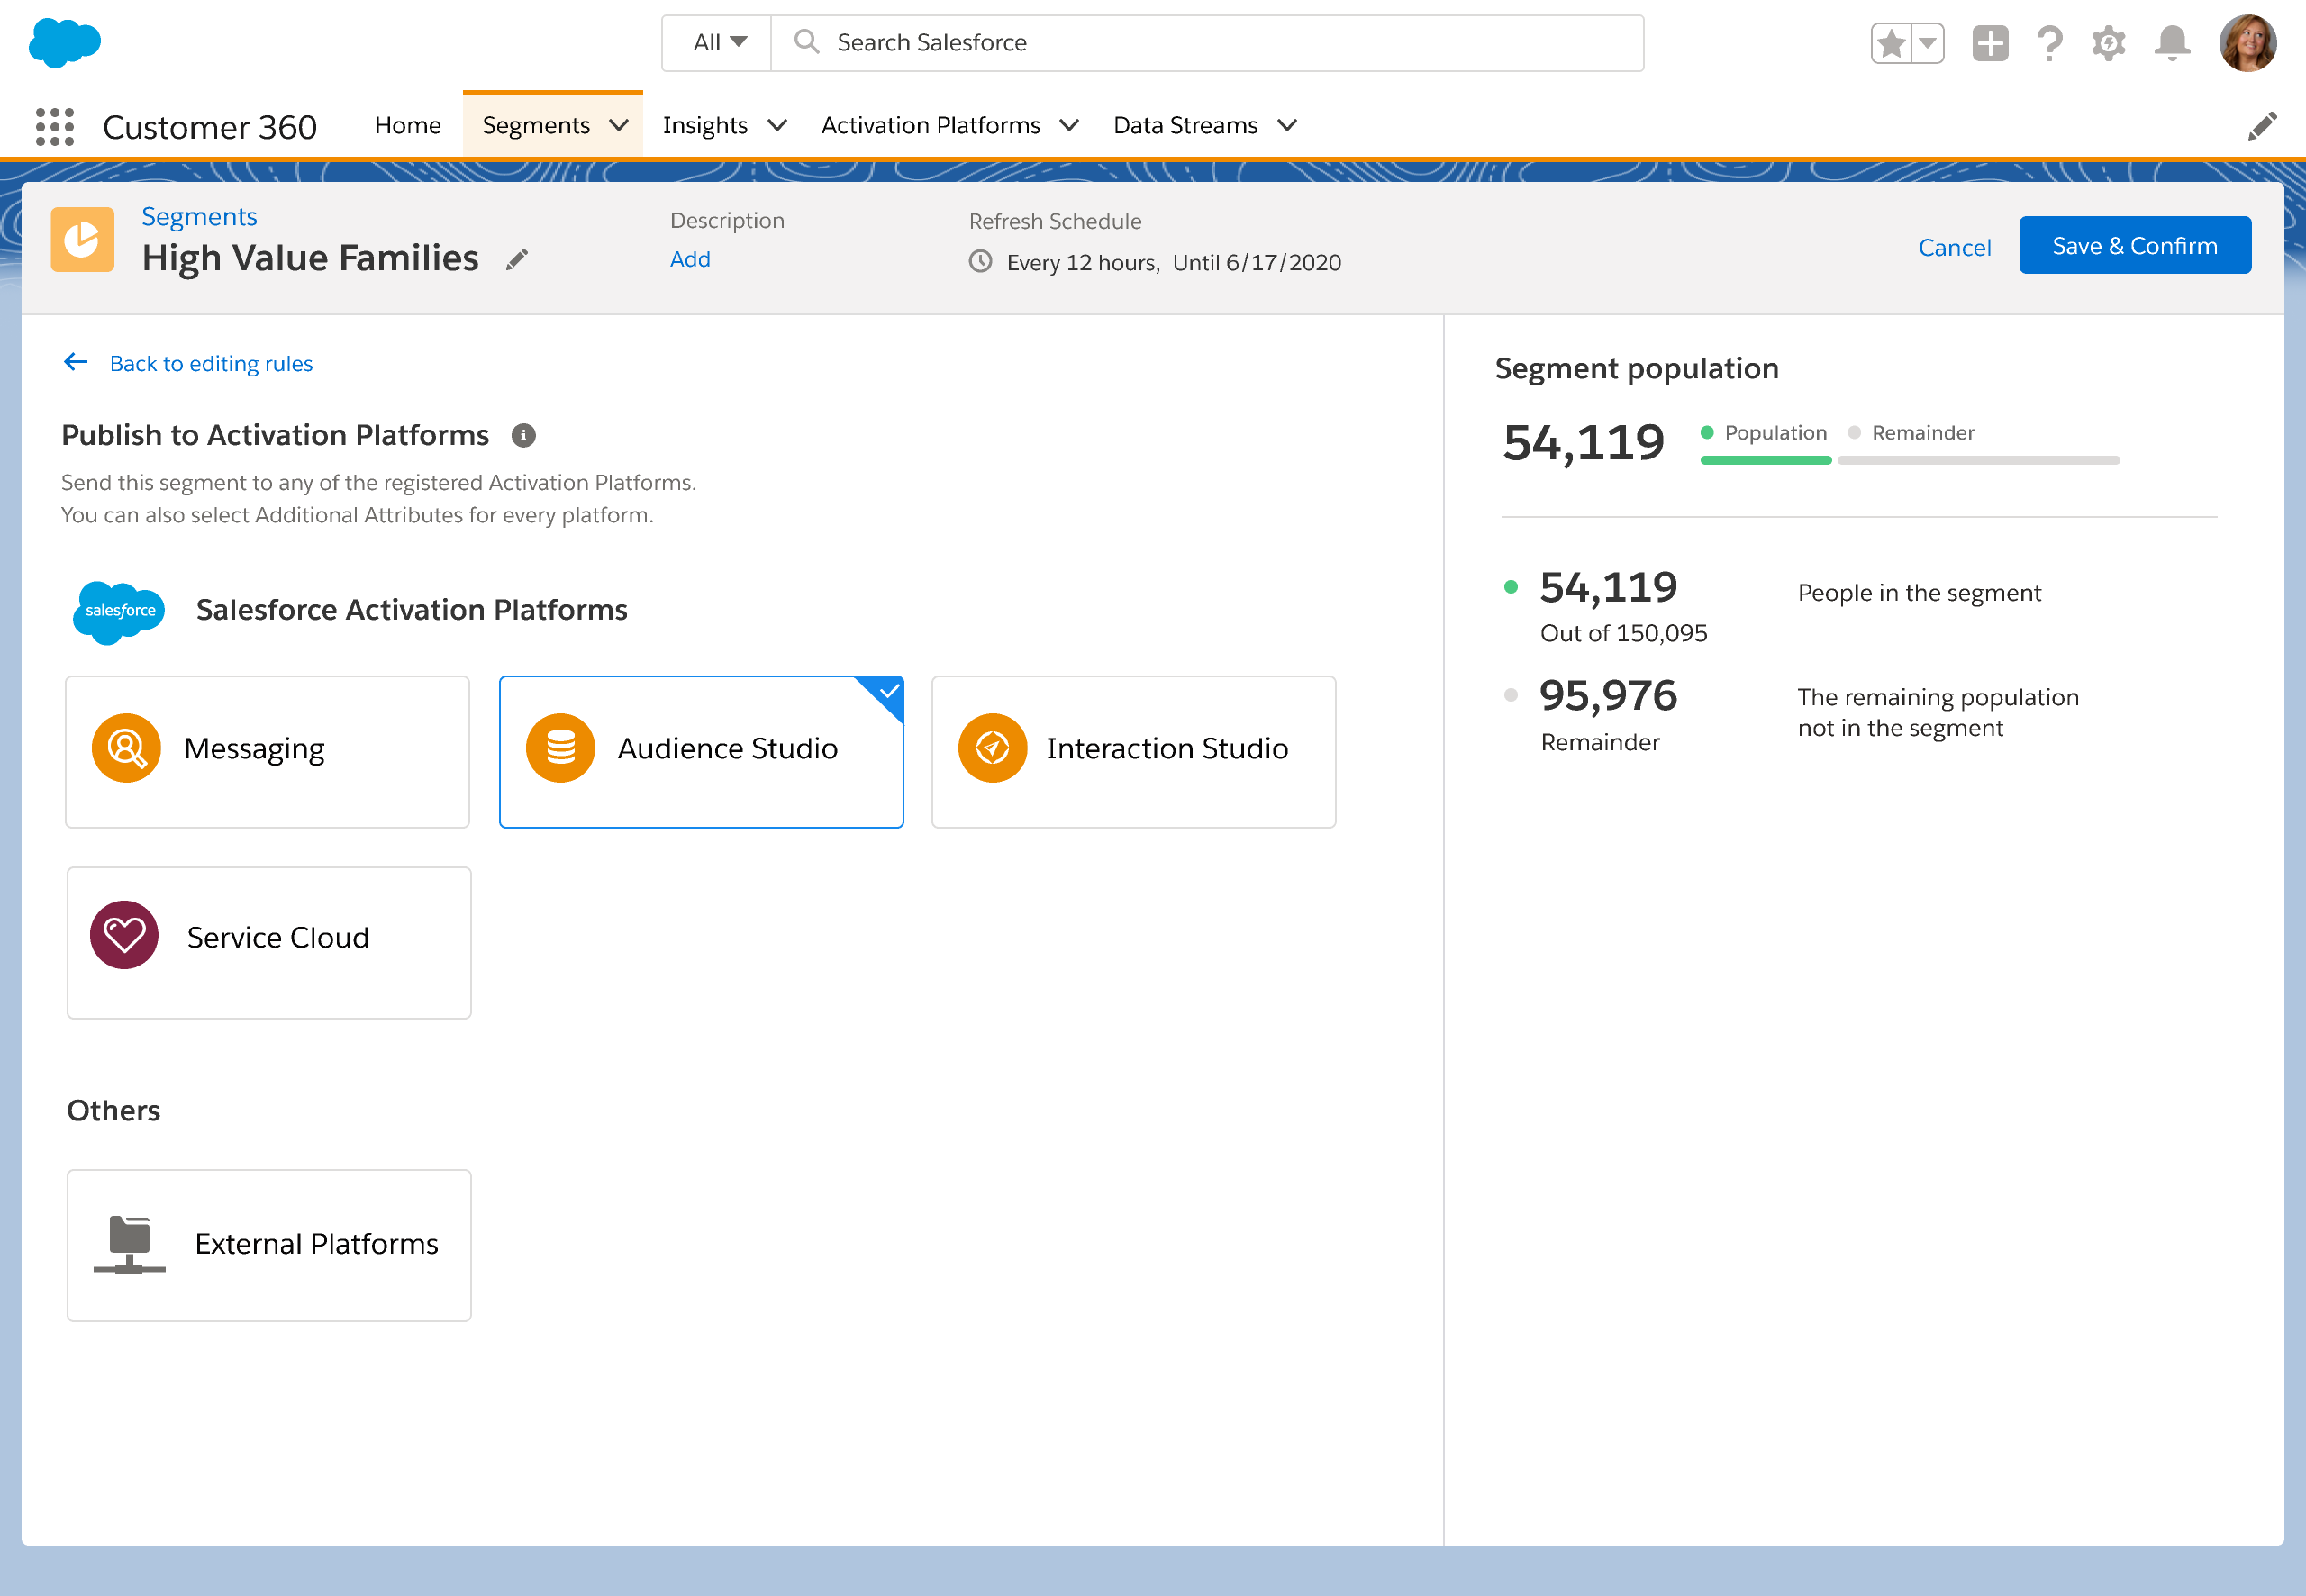 All
Search Salesforce
Customer 360
Home
Segments
Insights
Activation Platforms
Data Streams
Segments
High Value Families
Description
Add
Refresh Schedule
Every 12 hours, Until 6/17/2020
Cancel
Save & Confirm
Back to editing rules
Publish to Activation Platforms
Send this segment to any of the registered Activation Platforms.
You can also select Additional Attributes for every platform.
salesforce
Salesforce Activation Platforms
Messaging
Audience Studio
Interaction Studio
Service Cloud
Others
External Platforms
Segment population
54,119
Population
Remainder
54,119
People in the segment
Out of 150,095
95,976
The remaining population
not in the segment
Remainder